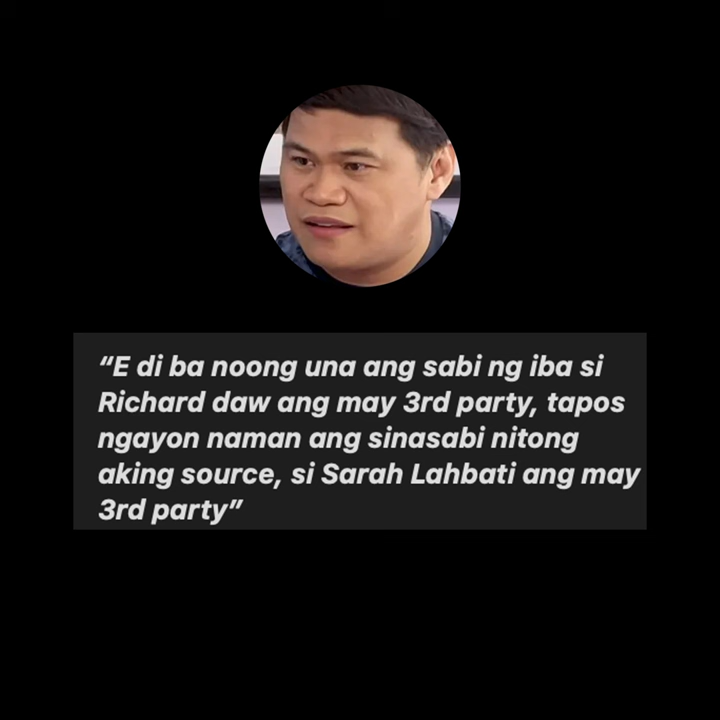 “E di ba noong una ang sabi ng iba si
Richard daw ang may 3rd party, tapos
ngayon naman ang sinasabi nitong
aking source, si Sarah Lahbati ang may
3rd party”